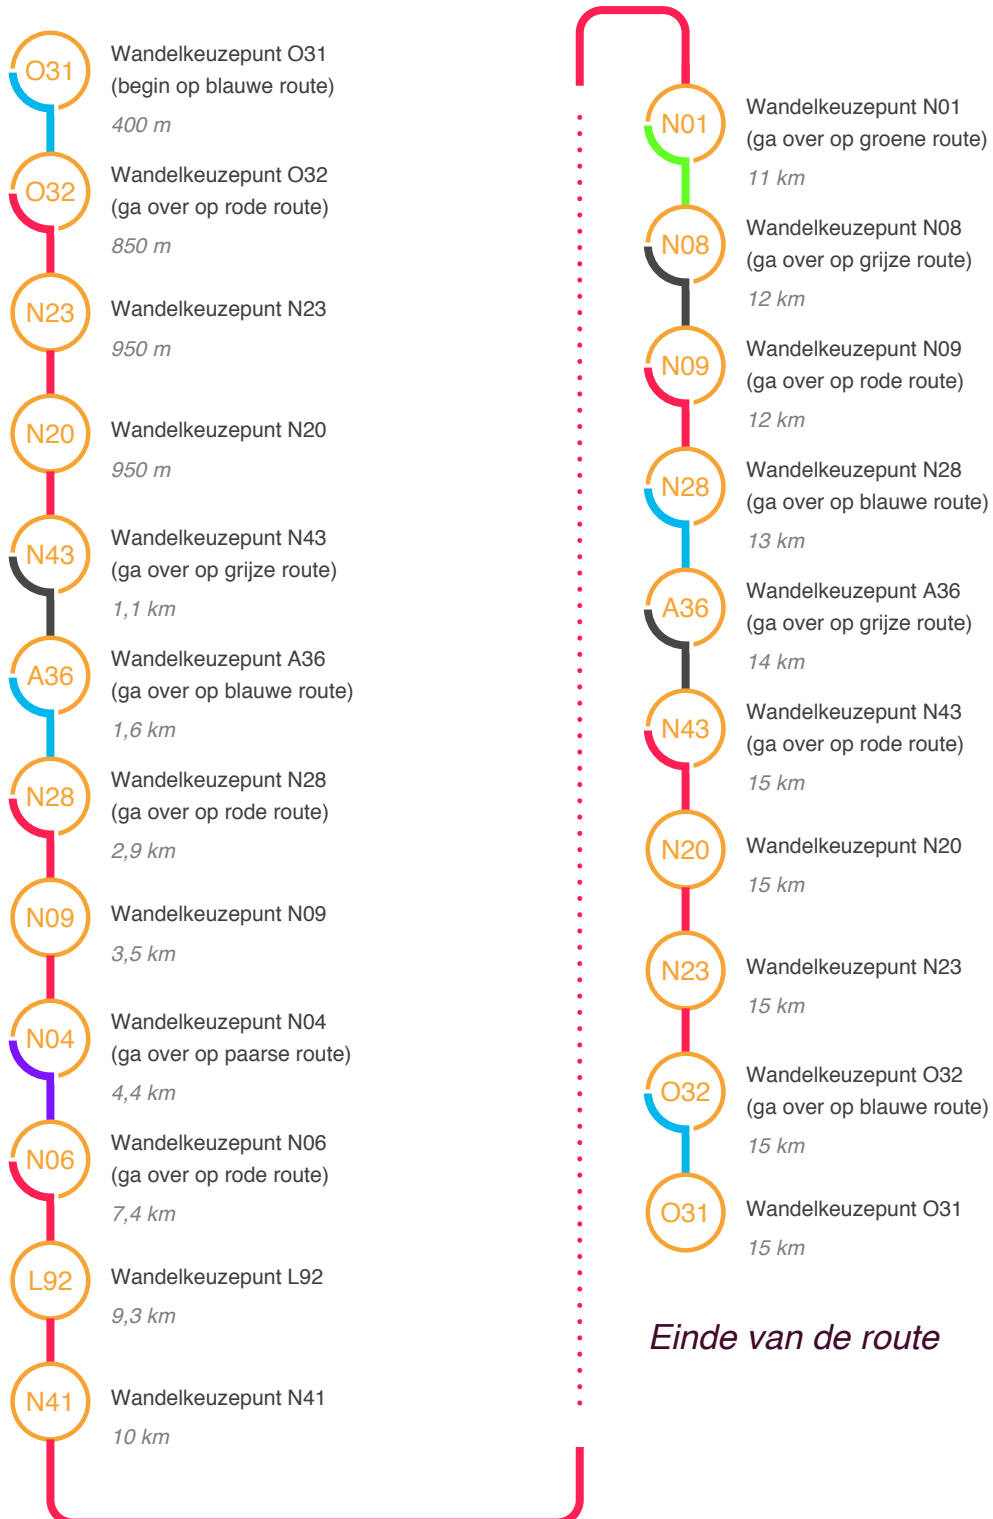 O31
Wandelkeuzepunt O31
(begin op blauwe route)
400 m
O32
Wandelkeuzepunt O32
(ga over op rode route)
850 m
N23
Wandelkeuzepunt N23
950 m
N20
Wandelkeuzepunt N20
950 m
N43
Wandelkeuzepunt N43
(ga over op grijze route)
1,1 km
A36
Wandelkeuzepunt A36
(ga over op blauwe route)
1,6 km
N28
Wandelkeuzepunt N28
(ga over op rode route)
2,9 km
N09
Wandelkeuzepunt N09
3,5 km
N04
Wandelkeuzepunt N04
(ga over op paarse route)
4,4 km
N06
Wandelkeuzepunt N06
(ga over op rode route)
7,4 km
L92
Wandelkeuzepunt L92
9,3 km
N41
Wandelkeuzepunt N41
10 km
N01
Wandelkeuzepunt N01
(ga over op groene route)
11 km
N08
Wandelkeuzepunt N08
(ga over op grijze route)
12 km
N09
Wandelkeuzepunt N09
(ga over op rode route)
12 km
N28
Wandelkeuzepunt N28
(ga over op blauwe route)
13 km
A36
Wandelkeuzepunt A36
(ga over op grijze route)
14 km
N43
Wandelkeuzepunt N43
(ga over op rode route)
15 km
N20
Wandelkeuzepunt N20
15 km
N23
Wandelkeuzepunt N23
15 km
O32
Wandelkeuzepunt O32
(ga over op blauwe route)
15 km
O31
Wandelkeuzepunt O31
15 km
Einde van de route